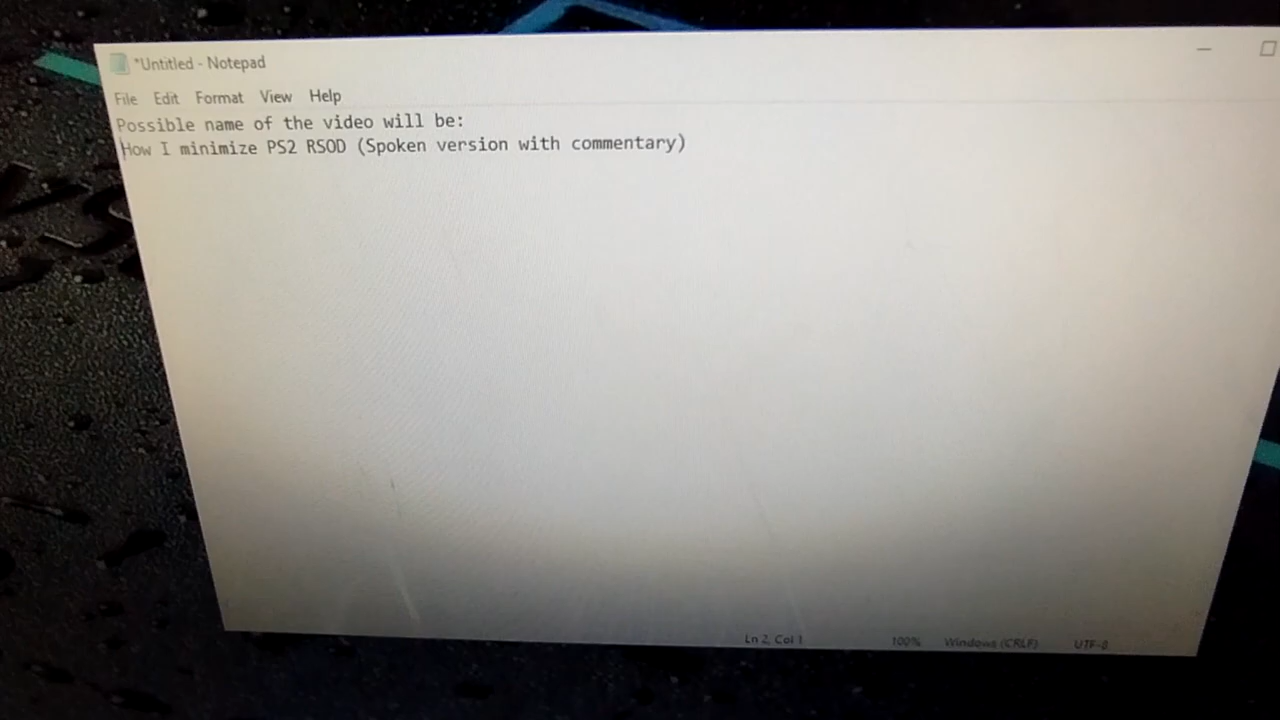 *Untitled - Notepad
File Edit Format View Help
Possible name of the video will be:
How I minimize PS2 RSOD (Spoken version with commentary)
Ln 2, Col 1 100% Windows (CRLF) UTF-8